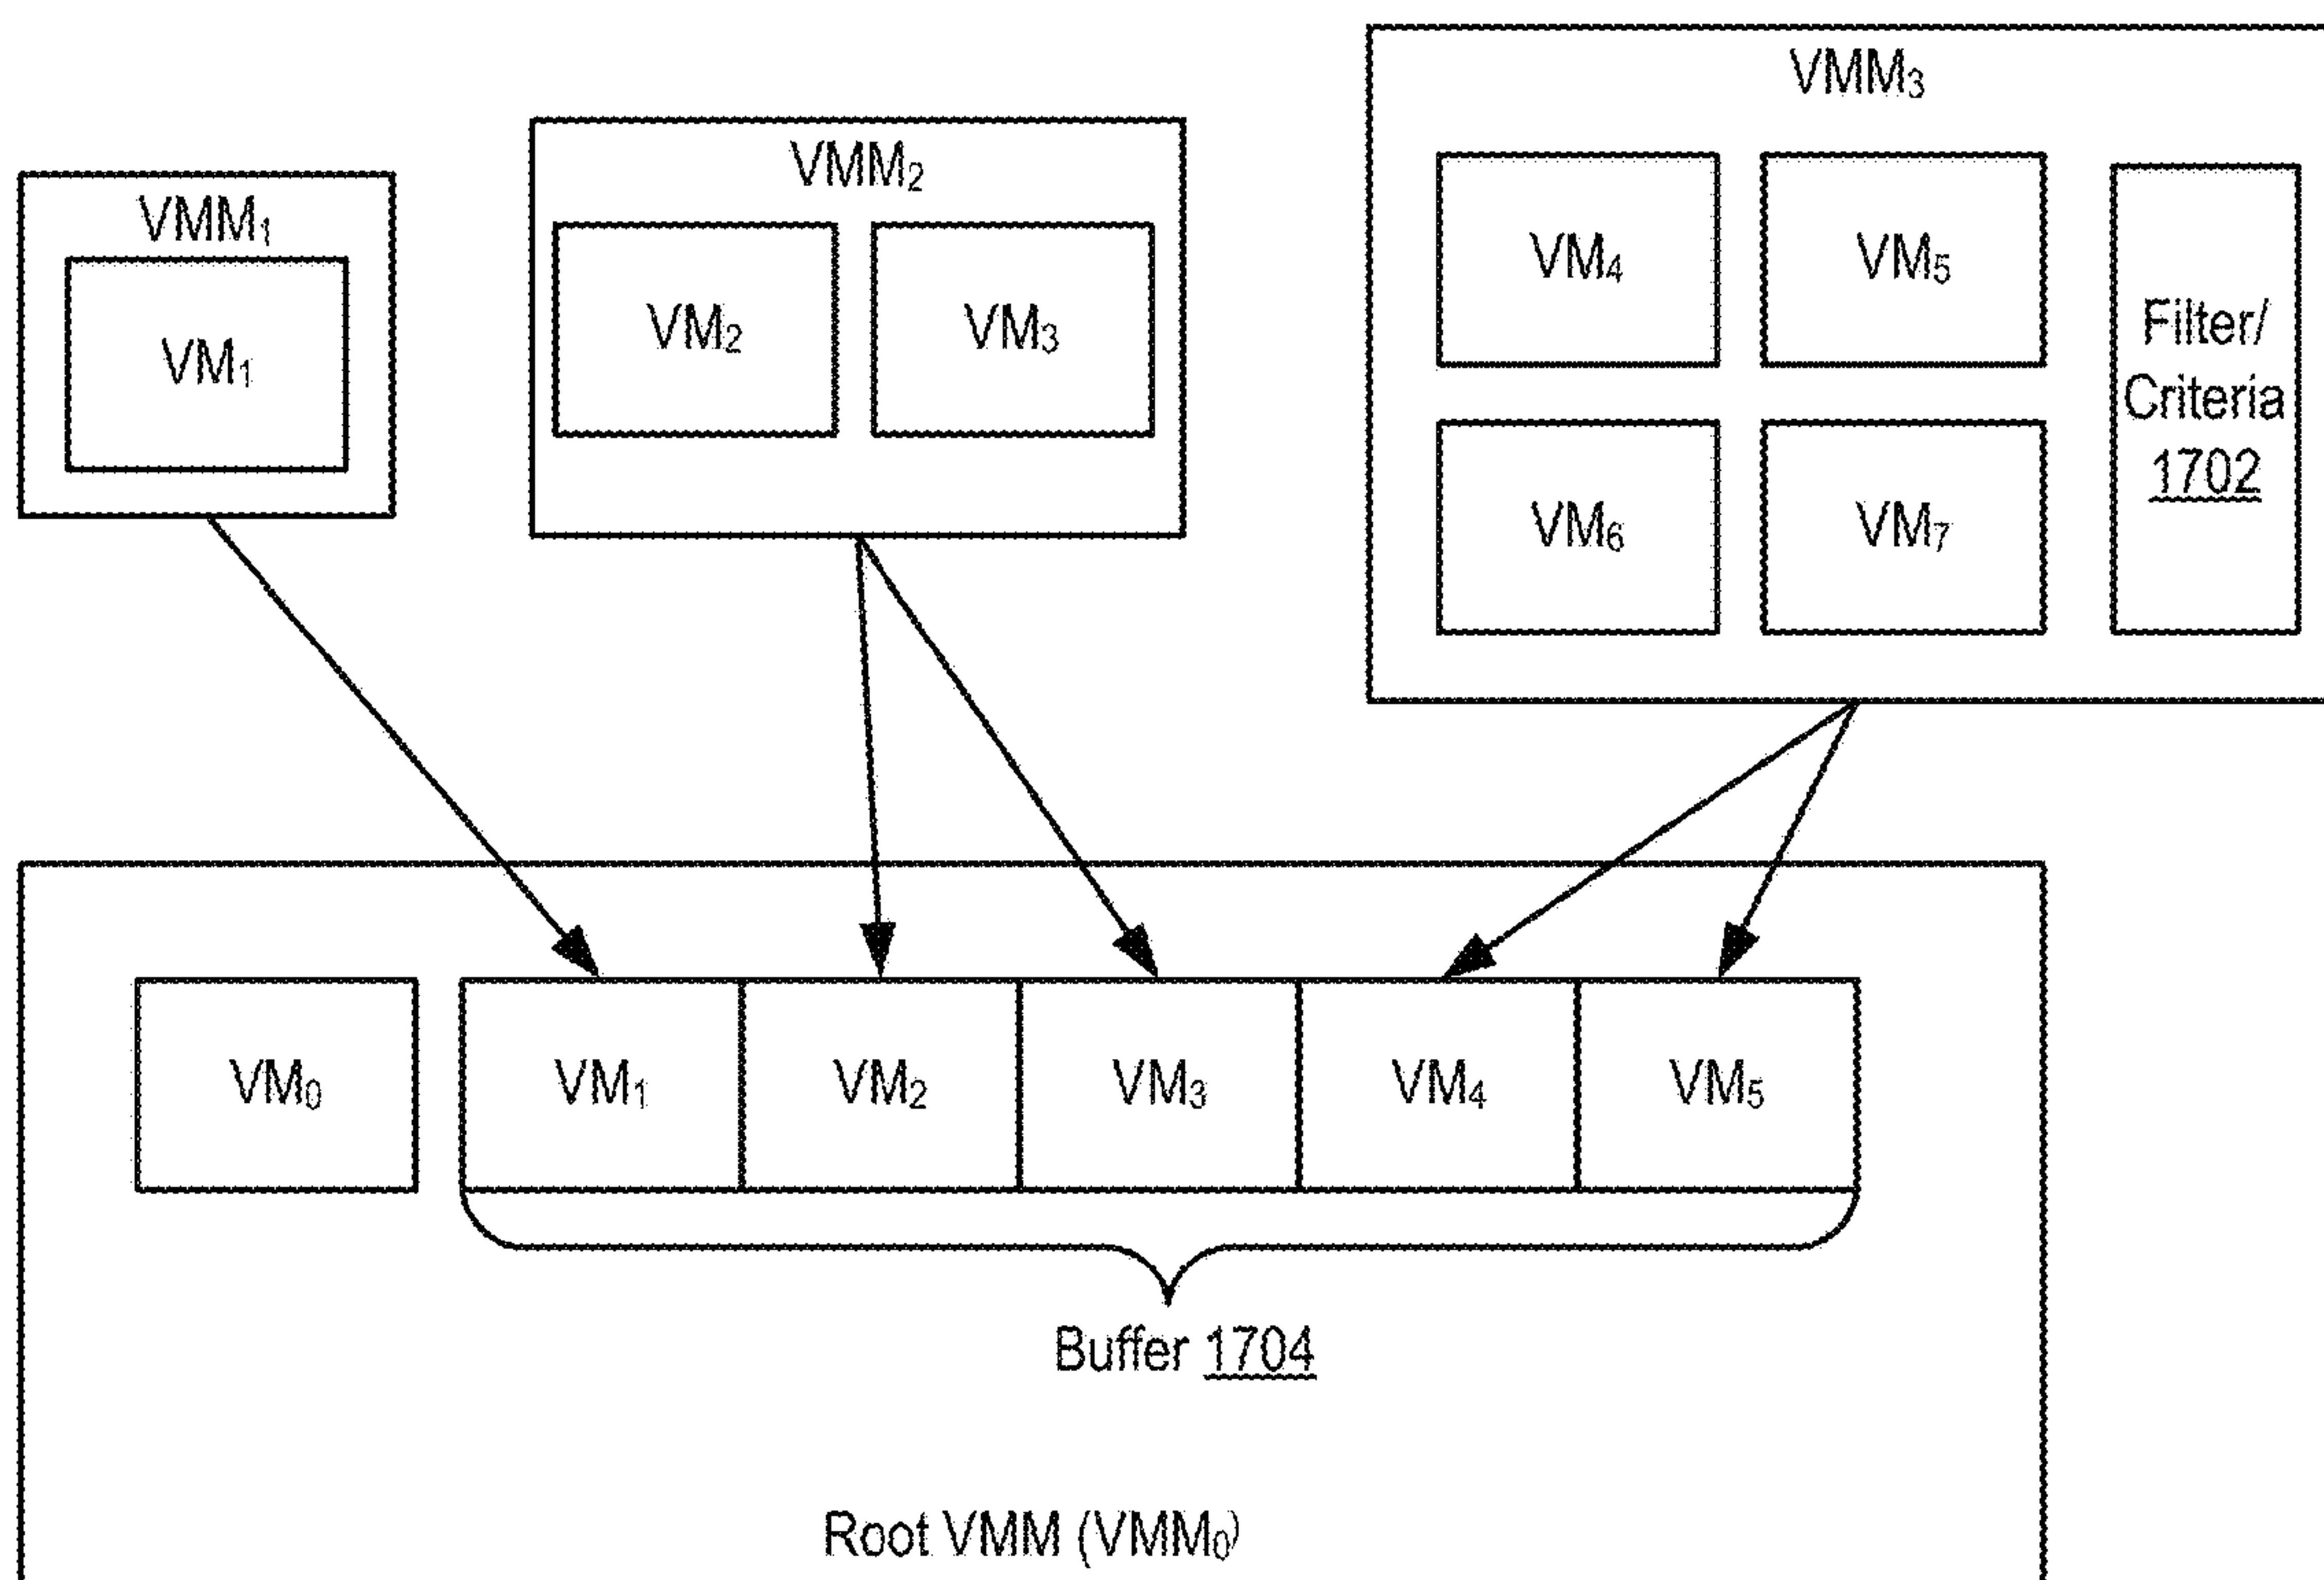 VMM₃
VMM₂
VMM₁
VM₄
VM₅
VM₂
VM₃
VM₁
Filter/
Criteria
1702
VM₆
VM₇
VM₀
VM₁
VM₂
VM₃
VM₄
VM₅
Buffer 1704
Root VMM (VMM₀)